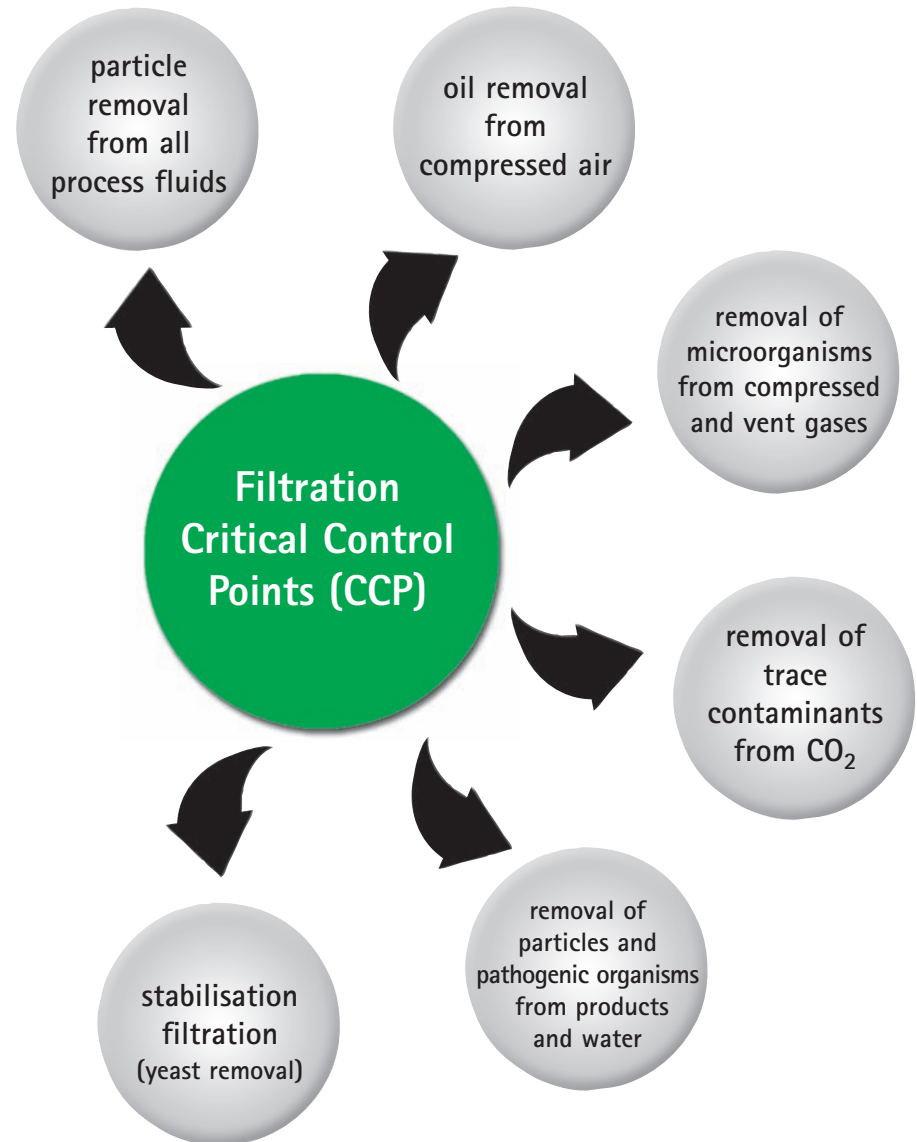 particle
removal
from all
process fluids
oil removal
from
compressed air
removal of
microorganisms
from compressed
and vent gases
Filtration
Critical Control
Points (CCP)
removal of
trace
contaminants
from CO₂
removal of
particles and
pathogenic organisms
from products
and water
stabilisation
filtration
(yeast removal)